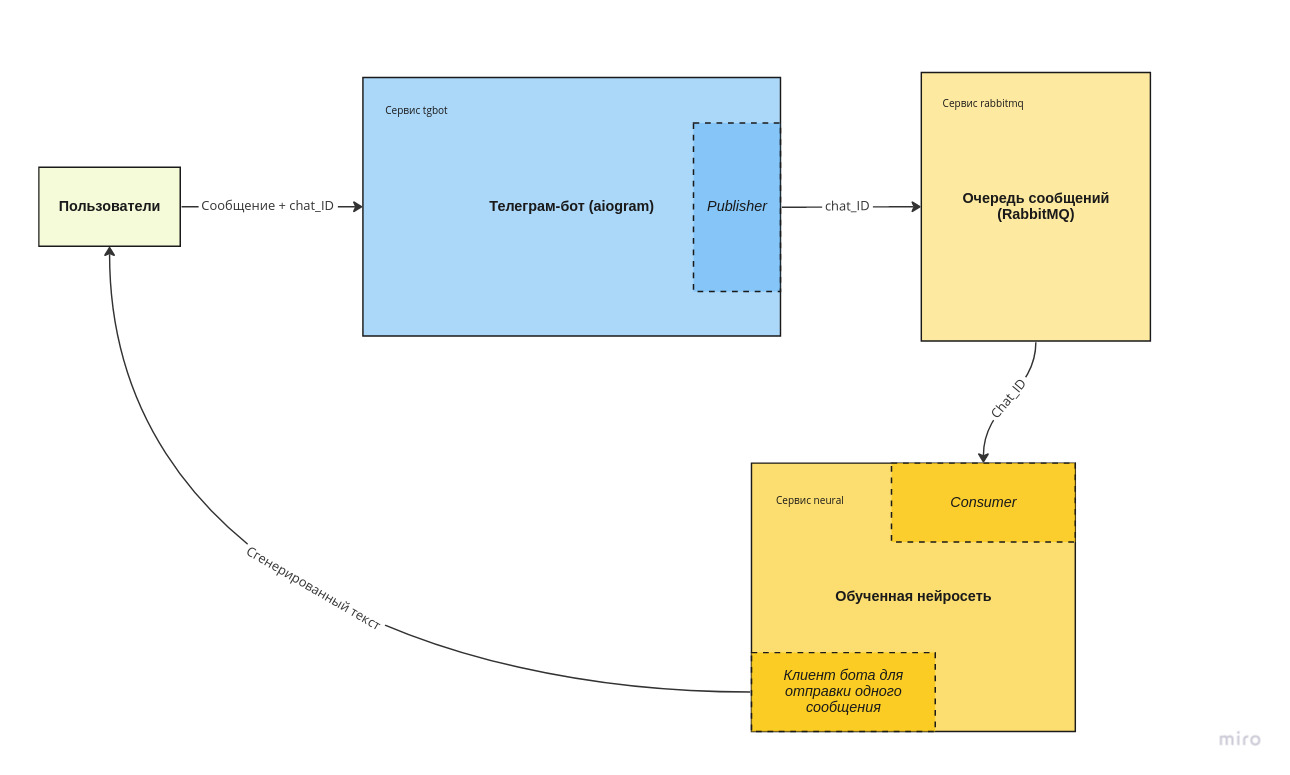 Сервис tgbot
Сервис rabbitmq
Пользователи
Сообщение + chat_ID
Телеграм-бот (aiogram)
Publisher
chat_ID
Очередь сообщений
(RabbitMQ)
Chat_ID
Сервис neural
Consumer
Обученная нейросеть
Сгенерированный текст
Клиент бота для
отправки одного
сообщения
miro